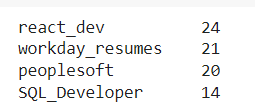 react_dev 24
workday_resumes 21
peoplesoft 20
SQL_Developer 14